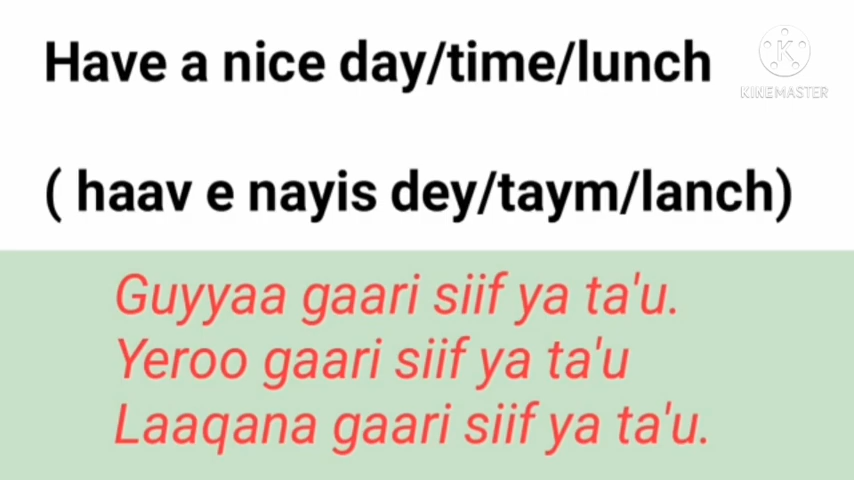 Have a nice day/time/lunch
K
KINEMASTER
( haav e nayis dey/taym/lanch)
Guyyaa gaari siif ya ta'u.
Yeroo gaari siif ya ta'u
Laaqana gaari siif ya ta'u.